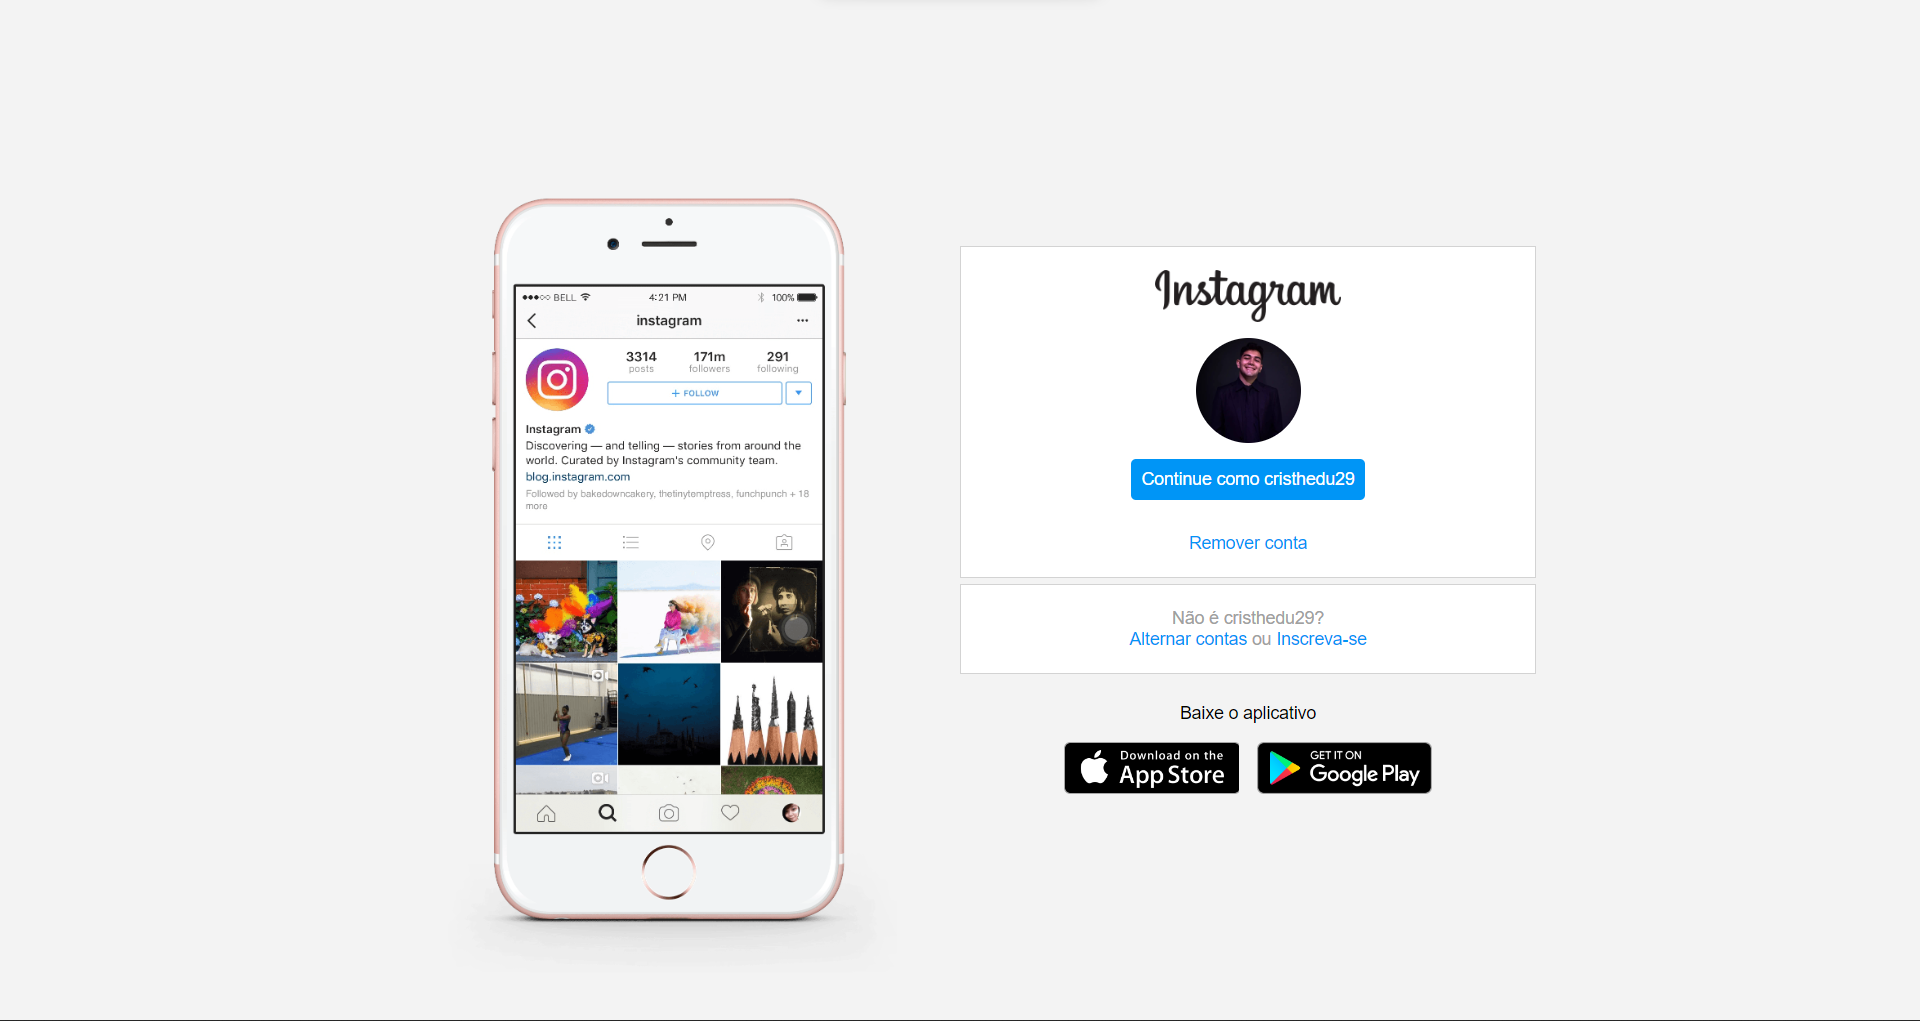 BELL 4:21 PM 100%
instagram
3314 171m 291
posts followers following
+ FOLLOW
Instagram
Discovering — and telling — stories from around the
world. Curated by Instagram's community team.
blog.instagram.com
Followed by bakedowncakery, thetinytemptress, funchpunch + 18
more
Instagram
Continue como cristhedu29
Remover conta
Não é cristhedu29?
Alternar contas ou Inscreva-se
Baixe o aplicativo
Download on the
App Store
GET IT ON
Google Play